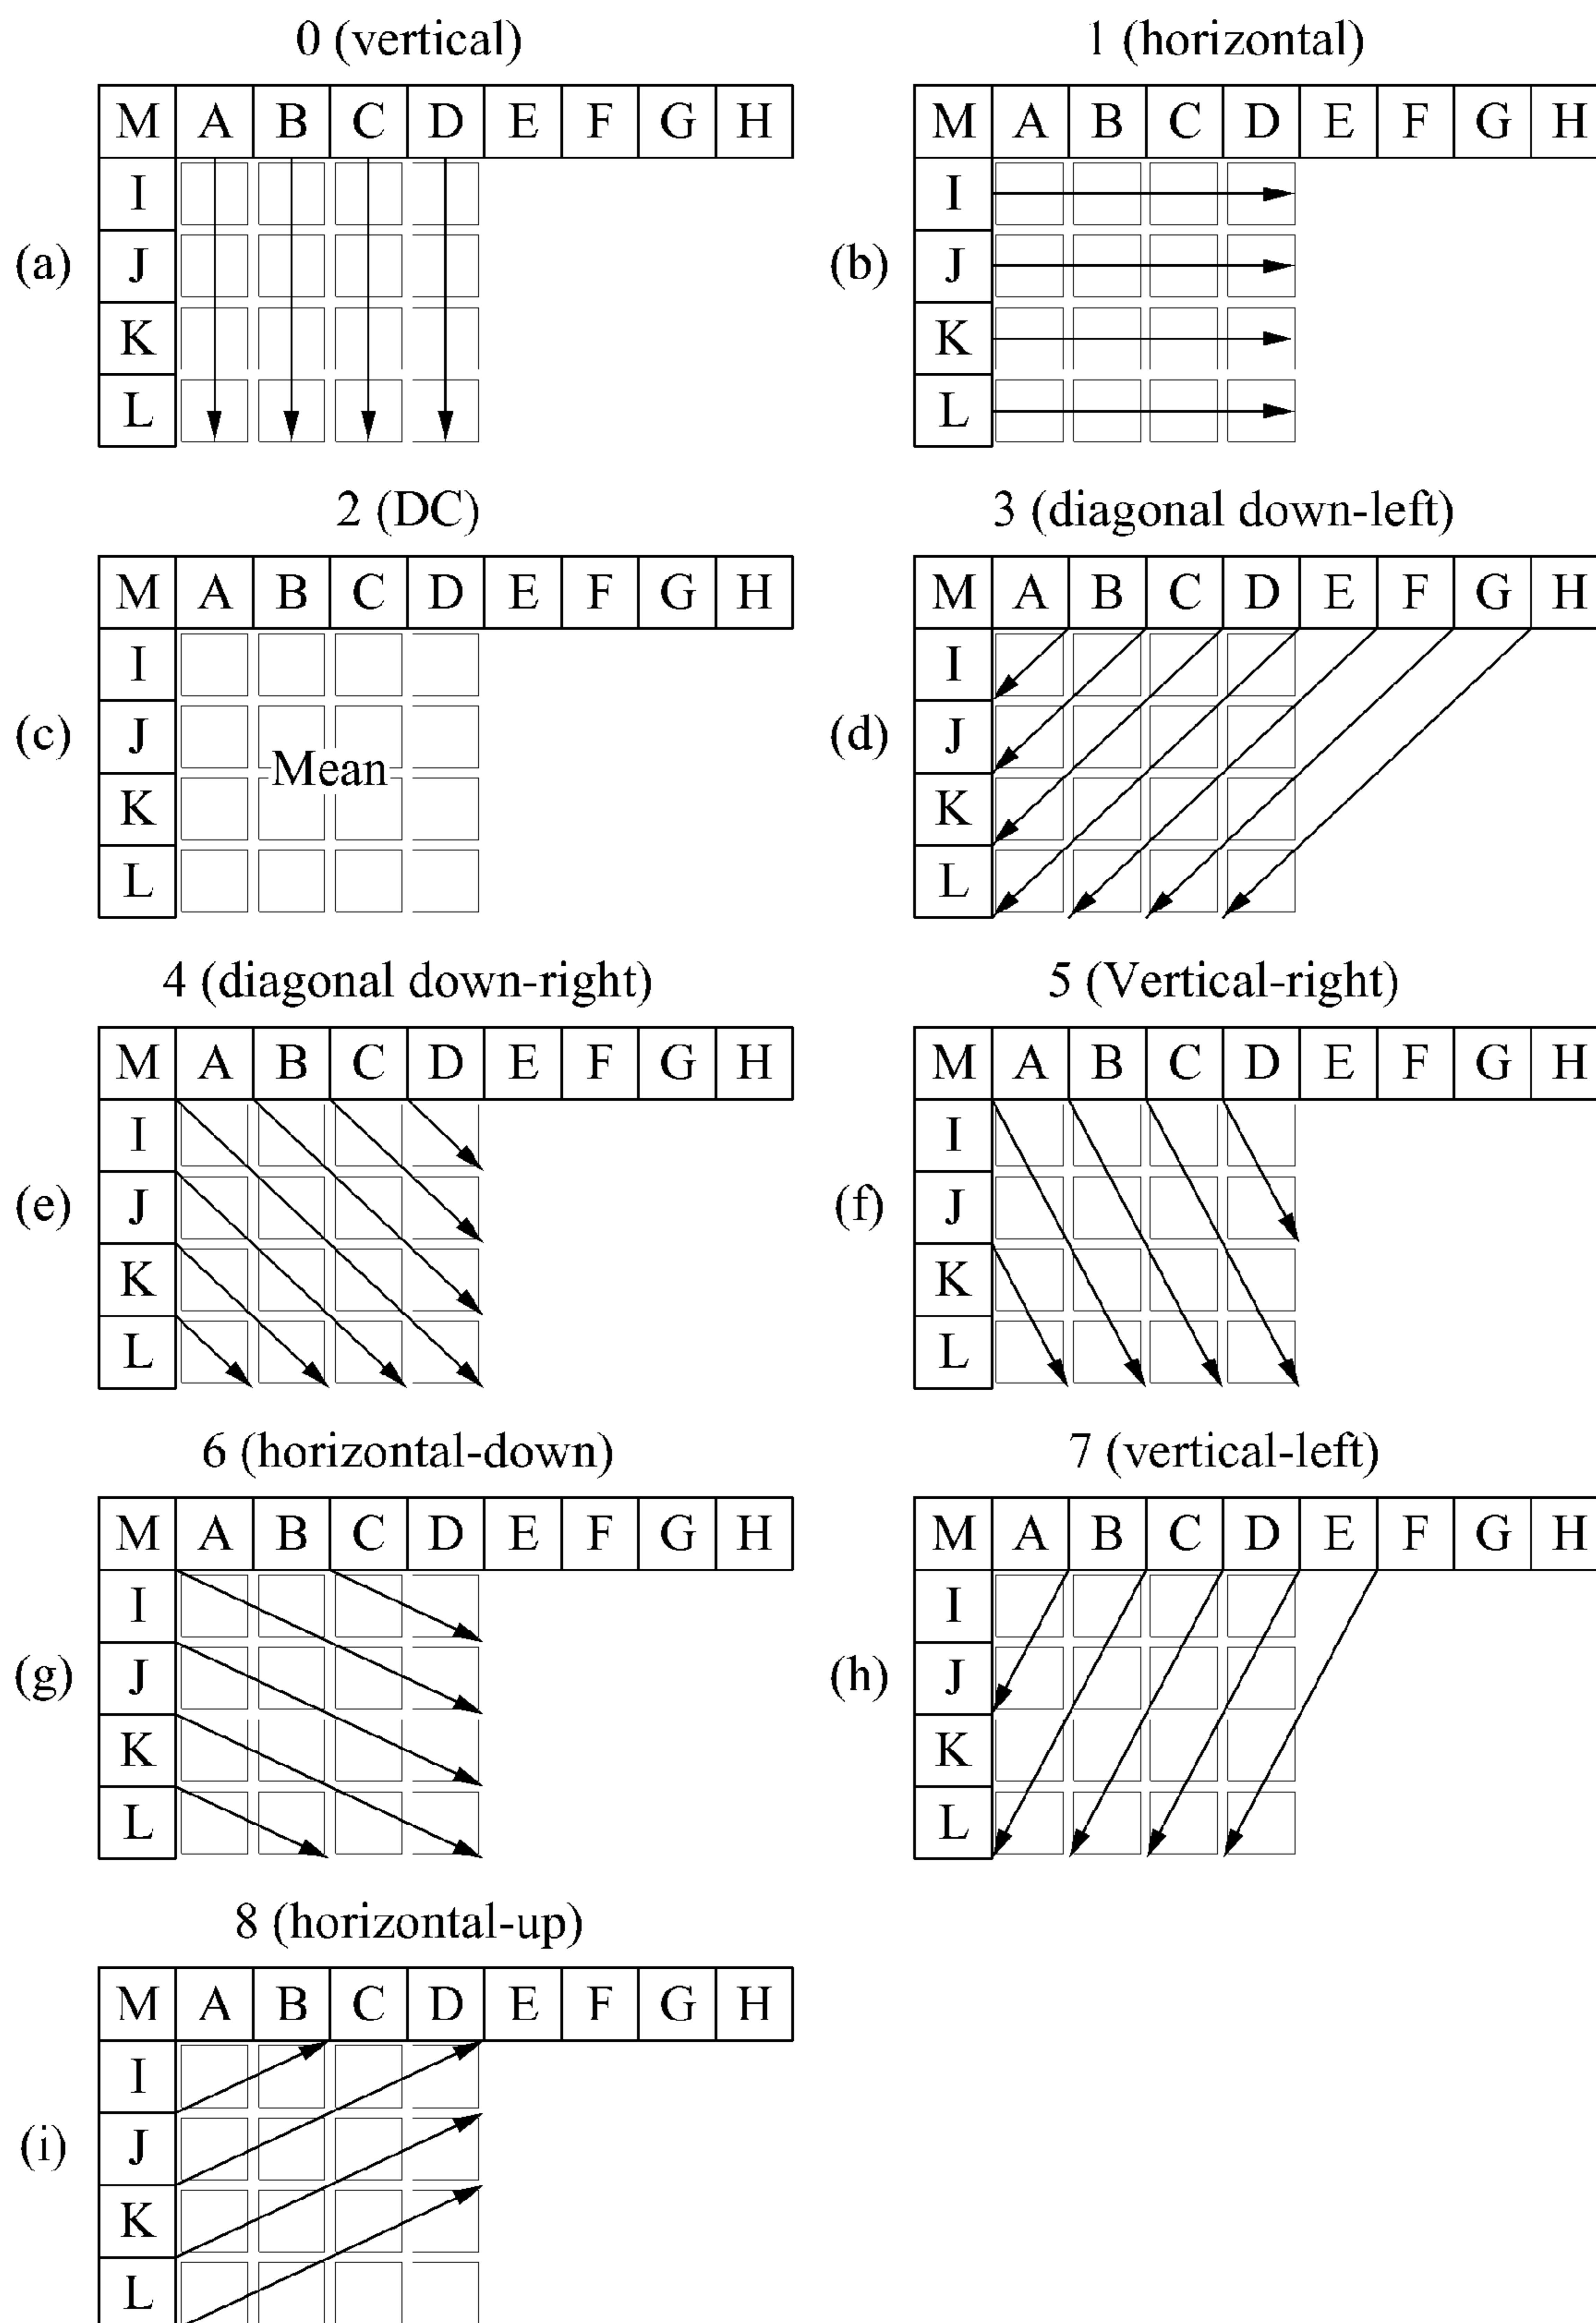 0 (vertical)
M A B C D E F G H
I
(a) J
K
L
1 (horizontal)
M A B C D E F G H
I
(b) J
K
L
2 (DC)
M A B C D E F G H
I
(c) J
Mean
K
L
3 (diagonal down-left)
M A B C D E F G H
I
(d) J
K
L
4 (diagonal down-right)
M A B C D E F G H
I
(e) J
K
L
5 (Vertical-right)
M A B C D E F G H
I
(f) J
K
L
6 (horizontal-down)
M A B C D E F G H
I
(g) J
K
L
7 (vertical-left)
M A B C D E F G H
I
(h) J
K
L
8 (horizontal-up)
M A B C D E F G H
I
(i) J
K
L